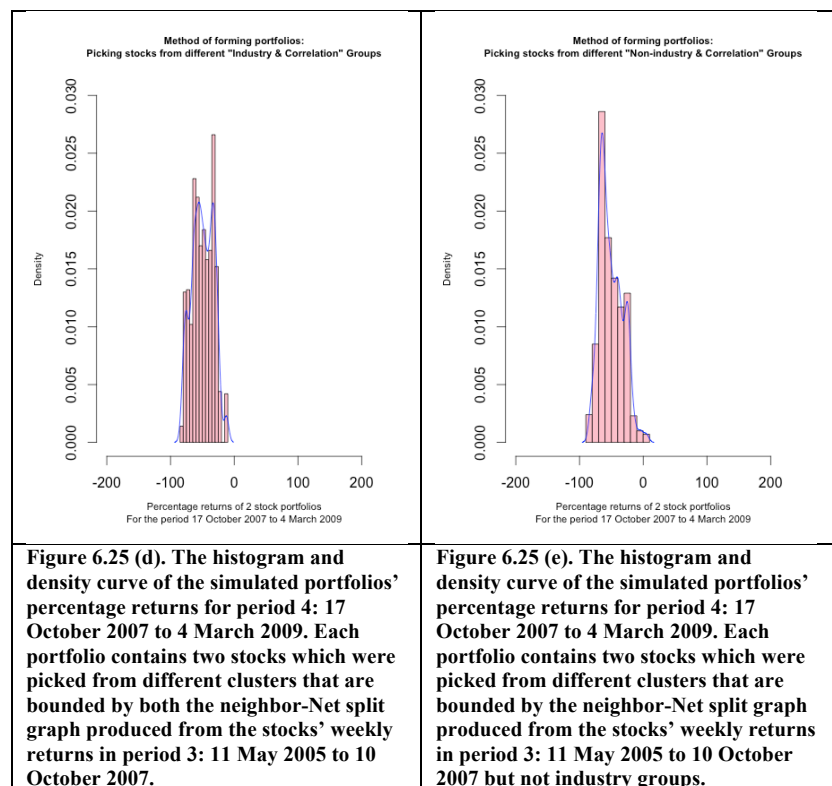 Method of forming portfolios:
Picking stocks from different "Industry & Correlation" Groups
0.030
0.025
0.020
0.015
0.010
0.005
0.000
Density
-200 -100 0 100 200
Percentage returns of 2 stock portfolios
For the period 17 October 2007 to 4 March 2009
Method of forming portfolios:
Picking stocks from different "Non-industry & Correlation" Groups
0.030
0.025
0.020
0.015
0.010
0.005
0.000
Density
-200 -100 0 100 200
Percentage returns of 2 stock portfolios
For the period 17 October 2007 to 4 March 2009
Figure 6.25 (d). The histogram and
density curve of the simulated portfolios’
percentage returns for period 4: 17
October 2007 to 4 March 2009. Each
portfolio contains two stocks which were
picked from different clusters that are
bounded by both the neighbor-Net split
graph produced from the stocks’ weekly
returns in period 3: 11 May 2005 to 10
October 2007.
Figure 6.25 (e). The histogram and
density curve of the simulated portfolios’
percentage returns for period 4: 17
October 2007 to 4 March 2009. Each
portfolio contains two stocks which were
picked from different clusters that are
bounded by the neighbor-Net split graph
produced from the stocks’ weekly returns
in period 3: 11 May 2005 to 10 October
2007 but not industry groups.